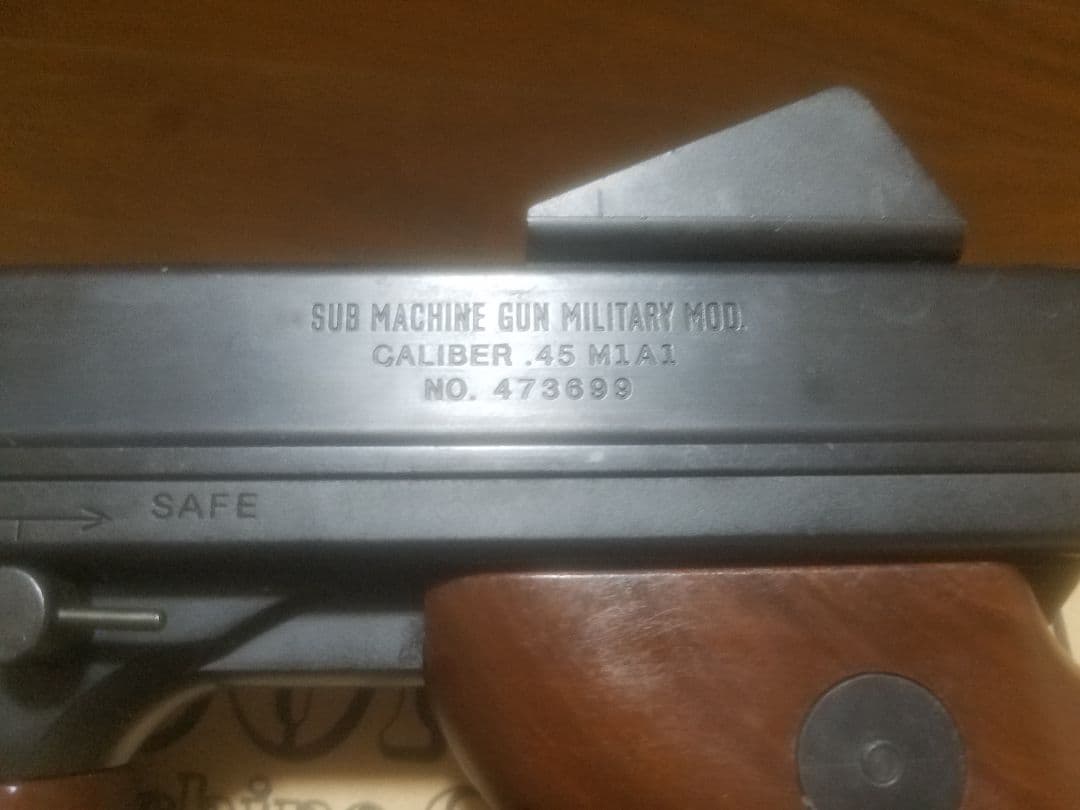 SUB MACHINE GUN MILITARY MOD.
CALIBER .45 M1A1
NO. 473699
SAFE